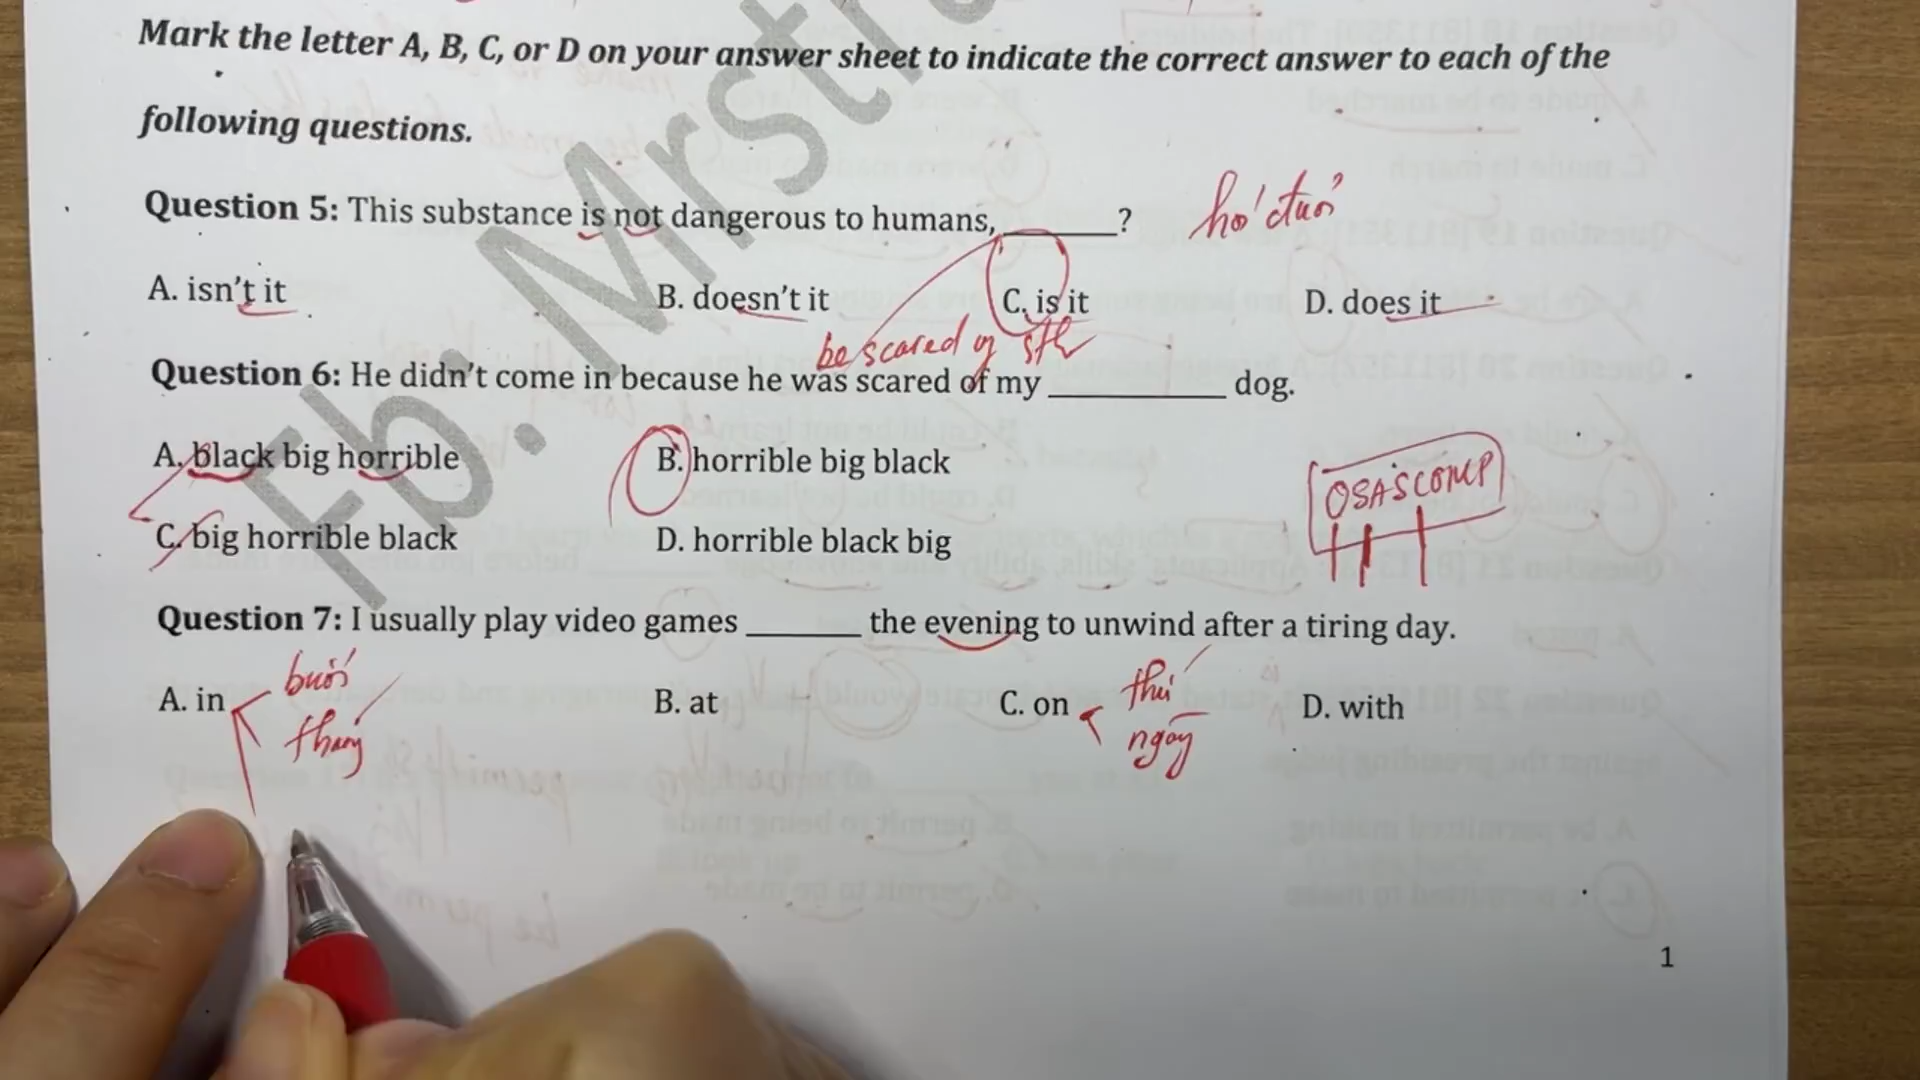 Mark the letter A, B, C, or D on your answer sheet to indicate the correct answer to each of the
following questions.
Question 5: This substance is not dangerous to humans, ______?
A. isn't it B. doesn't it C. is it D. does it
be scared of sth
Question 6: He didn't come in because he was scared of my __________ dog.
A. black big horrible B. horrible big black
OSASCOMP
C. big horrible black D. horrible black big
Question 7: I usually play video games ______ the evening to unwind after a tiring day.
buổi thứ
A. in B. at C. on D. with
tháng ngày
1
Fb: Mrst